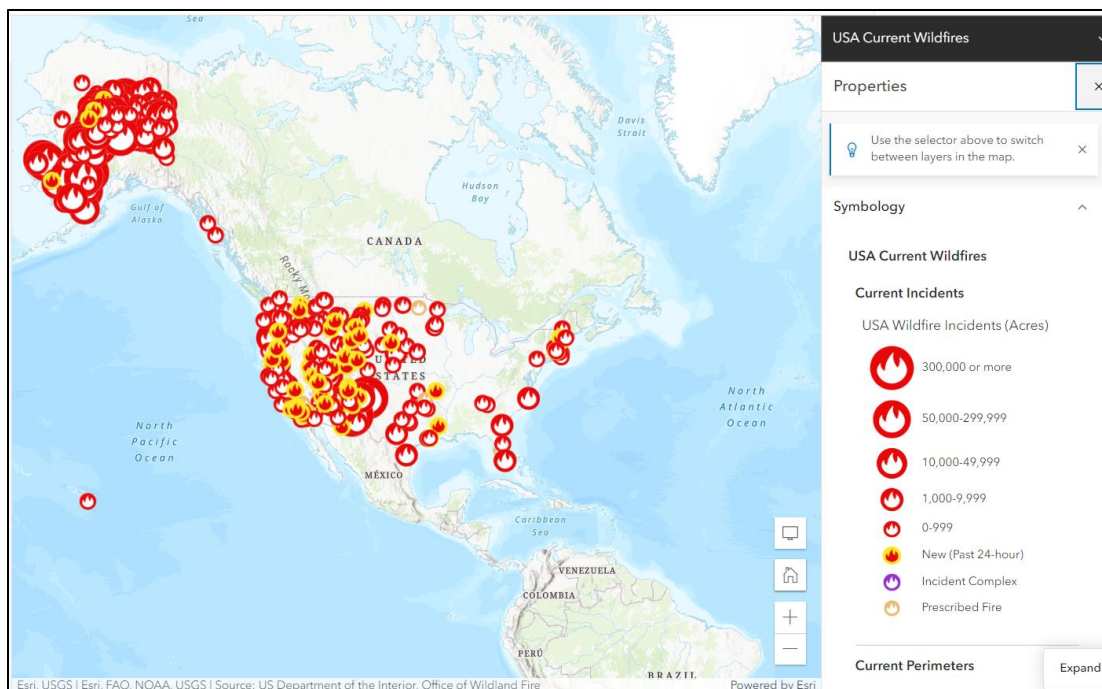 Sea
Davis
Strait
Hudson
Bay
Gulf of
Alaska
CANADA
Rocky M
UNITED
STATES
North
Pacific
Ocean
North
Atlantic
Ocean
MÉXICO
Caribbean
Sea
VENEZUELA
COLOMBIA
PERÚ
BRAZIL
Esri, USGS | Esri, FAO, NOAA, USGS | Source: US Department of the Interior, Office of Wildland Fire
Powered by Esri
USA Current Wildfires
Properties
Use the selector above to switch
between layers in the map.
Symbology
USA Current Wildfires
Current Incidents
USA Wildfire Incidents (Acres)
300,000 or more
50,000-299,999
10,000-49,999
1,000-9,999
0-999
New (Past 24-hour)
Incident Complex
Prescribed Fire
Current Perimeters
Expand